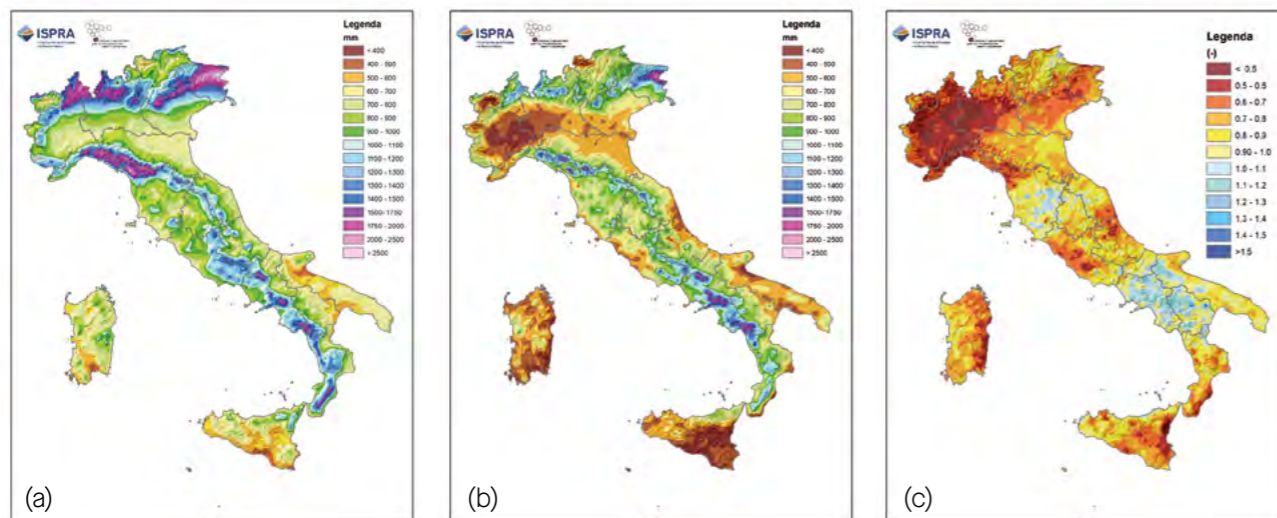 ISPRA
Legenda
mm
< 400
400 - 500
500 - 600
600 - 700
700 - 800
800 - 900
900 - 1000
1000 - 1100
1100 - 1200
1200 - 1300
1300 - 1400
1400 - 1500
1500 - 1750
1750 - 2000
2000 - 2500
> 2500
(a)
ISPRA
Legenda
mm
< 400
400 - 500
500 - 600
600 - 700
700 - 800
800 - 900
900 - 1000
1000 - 1100
1100 - 1200
1200 - 1300
1300 - 1400
1400 - 1500
1500 - 1750
1750 - 2000
2000 - 2500
> 2500
(b)
ISPRA
Legenda
(-)
< 0.5
0.5 - 0.6
0.6 - 0.7
0.7 - 0.8
0.8 - 0.9
0.90 - 1.0
1.0 - 1.1
1.1 - 1.2
1.2 - 1.3
1.3 - 1.4
1.4 - 1.5
>1.5
(c)